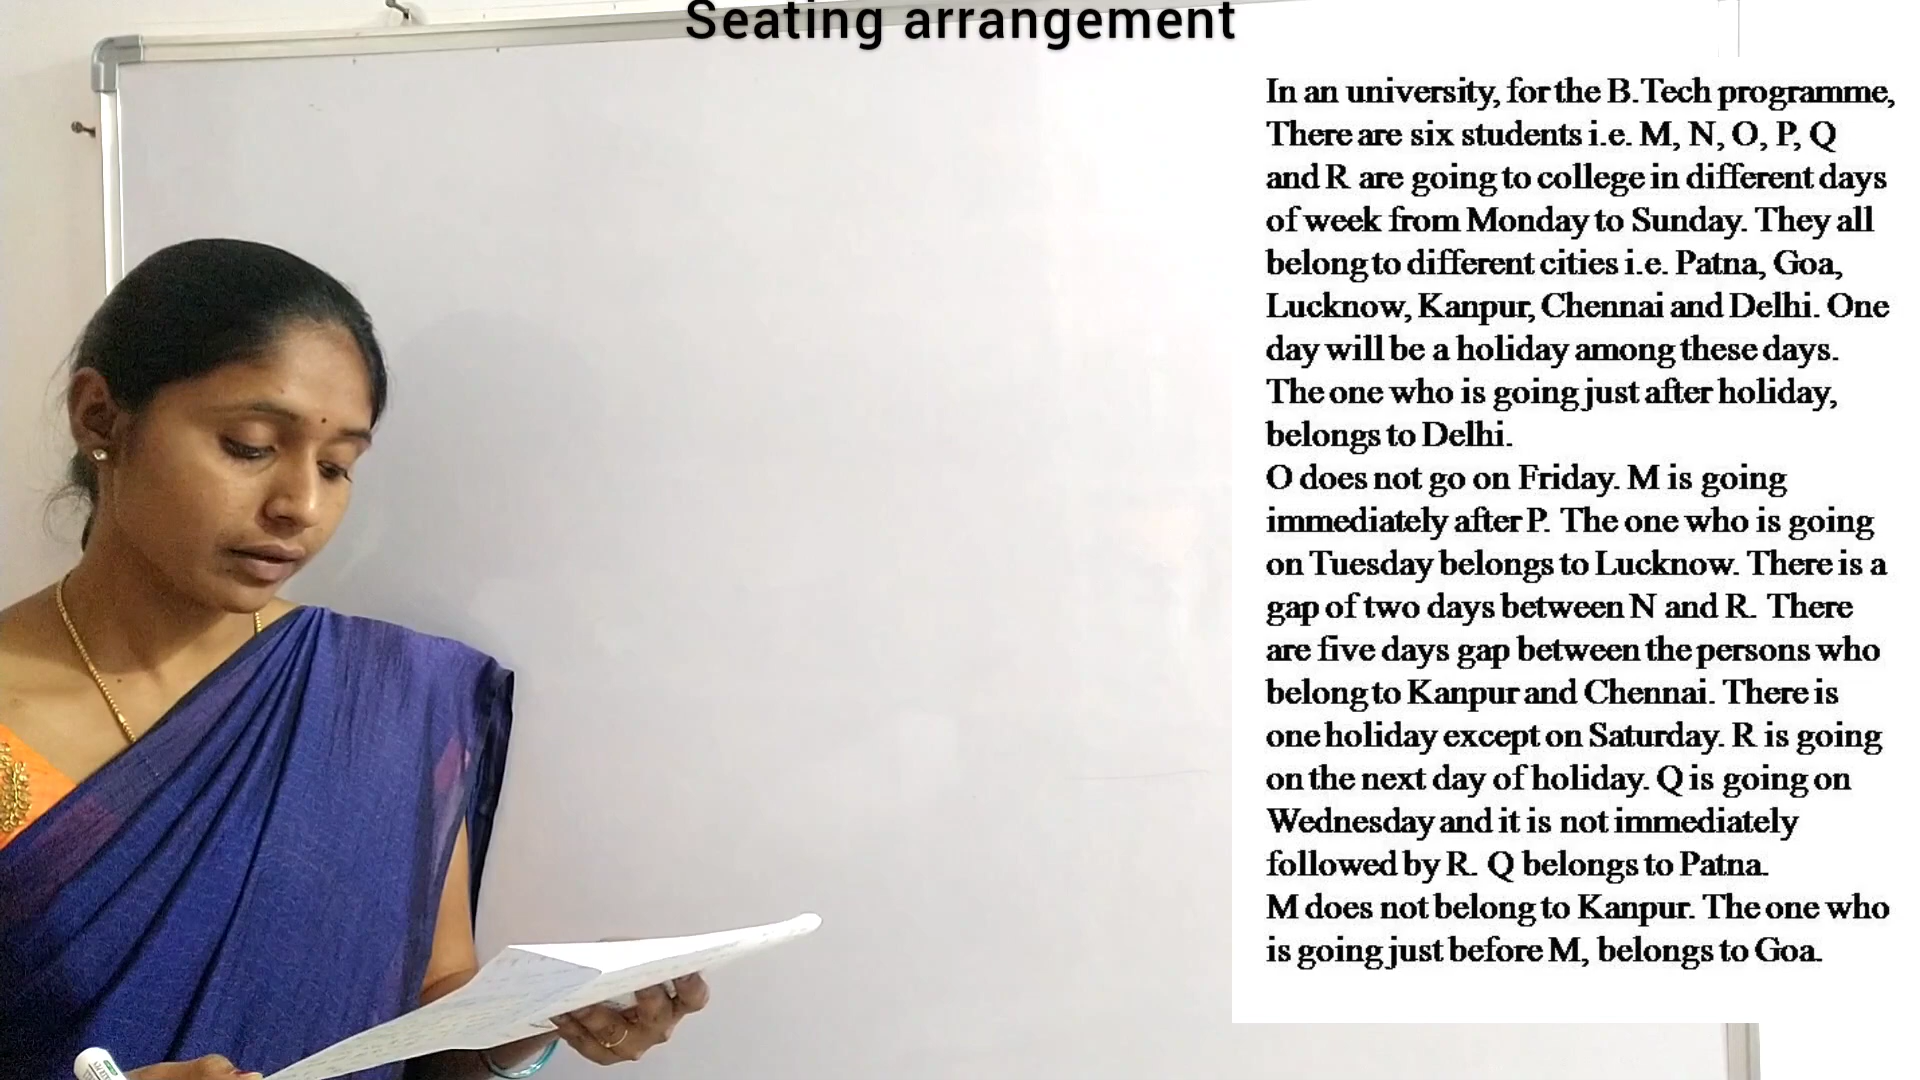 Seating arrangement
In an university, for the B.Tech programme,
There are six students i.e. M, N, O, P, Q
and R are going to college in different days
of week from Monday to Sunday. They all
belong to different cities i.e. Patna, Goa,
Lucknow, Kanpur, Chennai and Delhi. One
day will be a holiday among these days.
The one who is going just after holiday,
belongs to Delhi.
O does not go on Friday. M is going
immediately after P. The one who is going
on Tuesday belongs to Lucknow. There is a
gap of two days between N and R. There
are five days gap between the persons who
belong to Kanpur and Chennai. There is
one holiday except on Saturday. R is going
on the next day of holiday. Q is going on
Wednesday and it is not immediately
followed by R. Q belongs to Patna.
M does not belong to Kanpur. The one who
is going just before M, belongs to Goa.